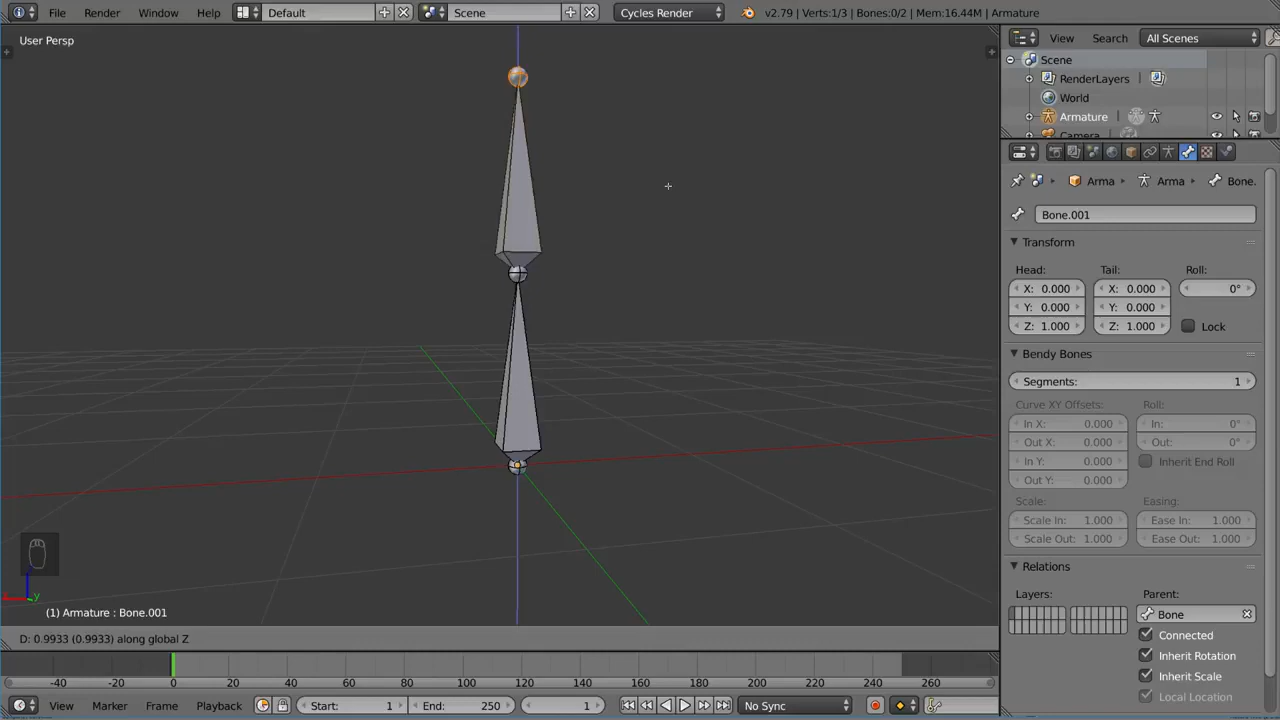 File Render Window Help Default Scene Cycles Render v2.79 | Verts:1/3 | Bones:0/2 | Mem:16.44M | Armature
User Persp
View Search All Scenes
Scene
RenderLayers
World
Armature
Camera
Arma Arma Bone.
Bone.001
Transform
Head: Tail: Roll:
X: 0.000 X: 0.000 0°
Y: 0.000 Y: 0.000
Z: 1.000 Z: 1.000 Lock
Bendy Bones
Segments: 1
Curve XY Offsets: Roll:
In X: 0.000 In: 0°
Out X: 0.000 Out: 0°
In Y: 0.000 Inherit End Roll
Out Y: 0.000
Scale: Easing:
Scale In: 1.000 Ease In: 1.000
Scale Out: 1.000 Ease Out: 1.000
Relations
Layers: Parent:
Bone
Connected
Inherit Rotation
Inherit Scale
Local Location
z
x y
(1) Armature : Bone.001
D: 0.9933 (0.9933) along global Z
-40 -20 0 20 40 60 80 100 120 140 160 180 200 220 240 260
View Marker Frame Playback Start: 1 End: 250 1 No Sync